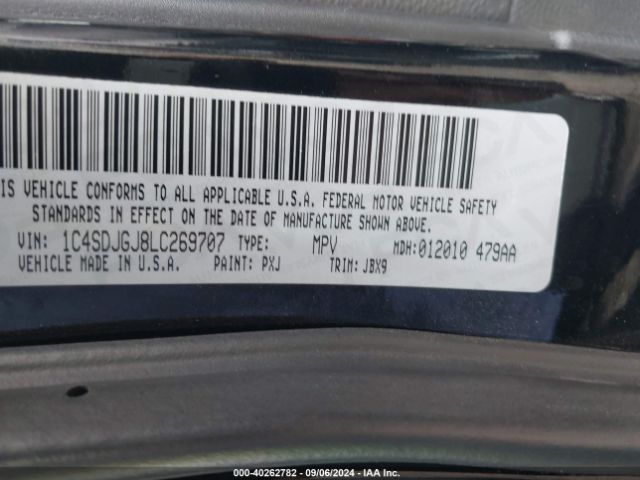 IS VEHICLE CONFORMS TO ALL APPLICABLE U.S.A. FEDERAL MOTOR VEHICLE SAFETY
STANDARDS IN EFFECT ON THE DATE OF MANUFACTURE SHOWN ABOVE.
VIN: 1C4SDJGJ8LC269707 TYPE: MPV MDH:012010 479AA
VEHICLE MADE IN U.S.A. PAINT: PXJ TRIM: JBX9
000-40262782 - 09/06/2024 - IAA Inc.